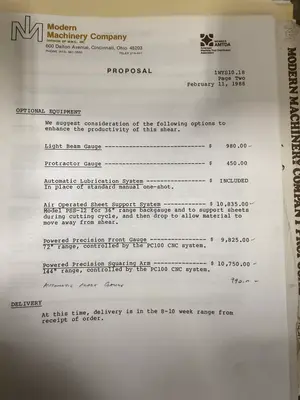 Modern
Machinery Company
600 Dalton Avenue, Cincinnati, Ohio 45203
AMTDA
PROPOSAL
Page Two
February 11, 1988
OPTIONAL EQUIPMENT
We suggest consideration of the following options to
enhance the productivity of this shear.
Light Beam Gauge $ 980.00
Protractor Gauge $ 450.00
Automatic Lubrication System $ INCLUDED
In place of standard manual one-shot.
Air Operated Sheet Support System $ 10,835.00
Model PSS-12 for 36" range backgauge and to support sheets
during cutting cycle, and then drop to allow material to
move away from shear.
Powered Precision Front Gauge $ 9,825.00
72" range, controlled by the PC100 CNC system.
Powered Precision Squaring Arm $ 10,750.00
144" range, controlled by the PC100 CNC system.
790.—
DELIVERY
At this time, delivery is in the 8-10 week range from
receipt of order.
MODERN MACHINERY COMPANY